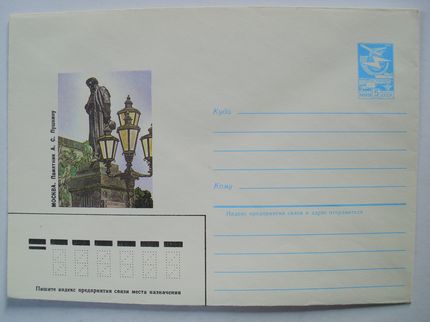 МОСКВА. Памятник А. С. Пушкину
Куда
Кому
Индекс предприятия связи и адрес отправителя
Пишите индекс предприятия связи места назначения